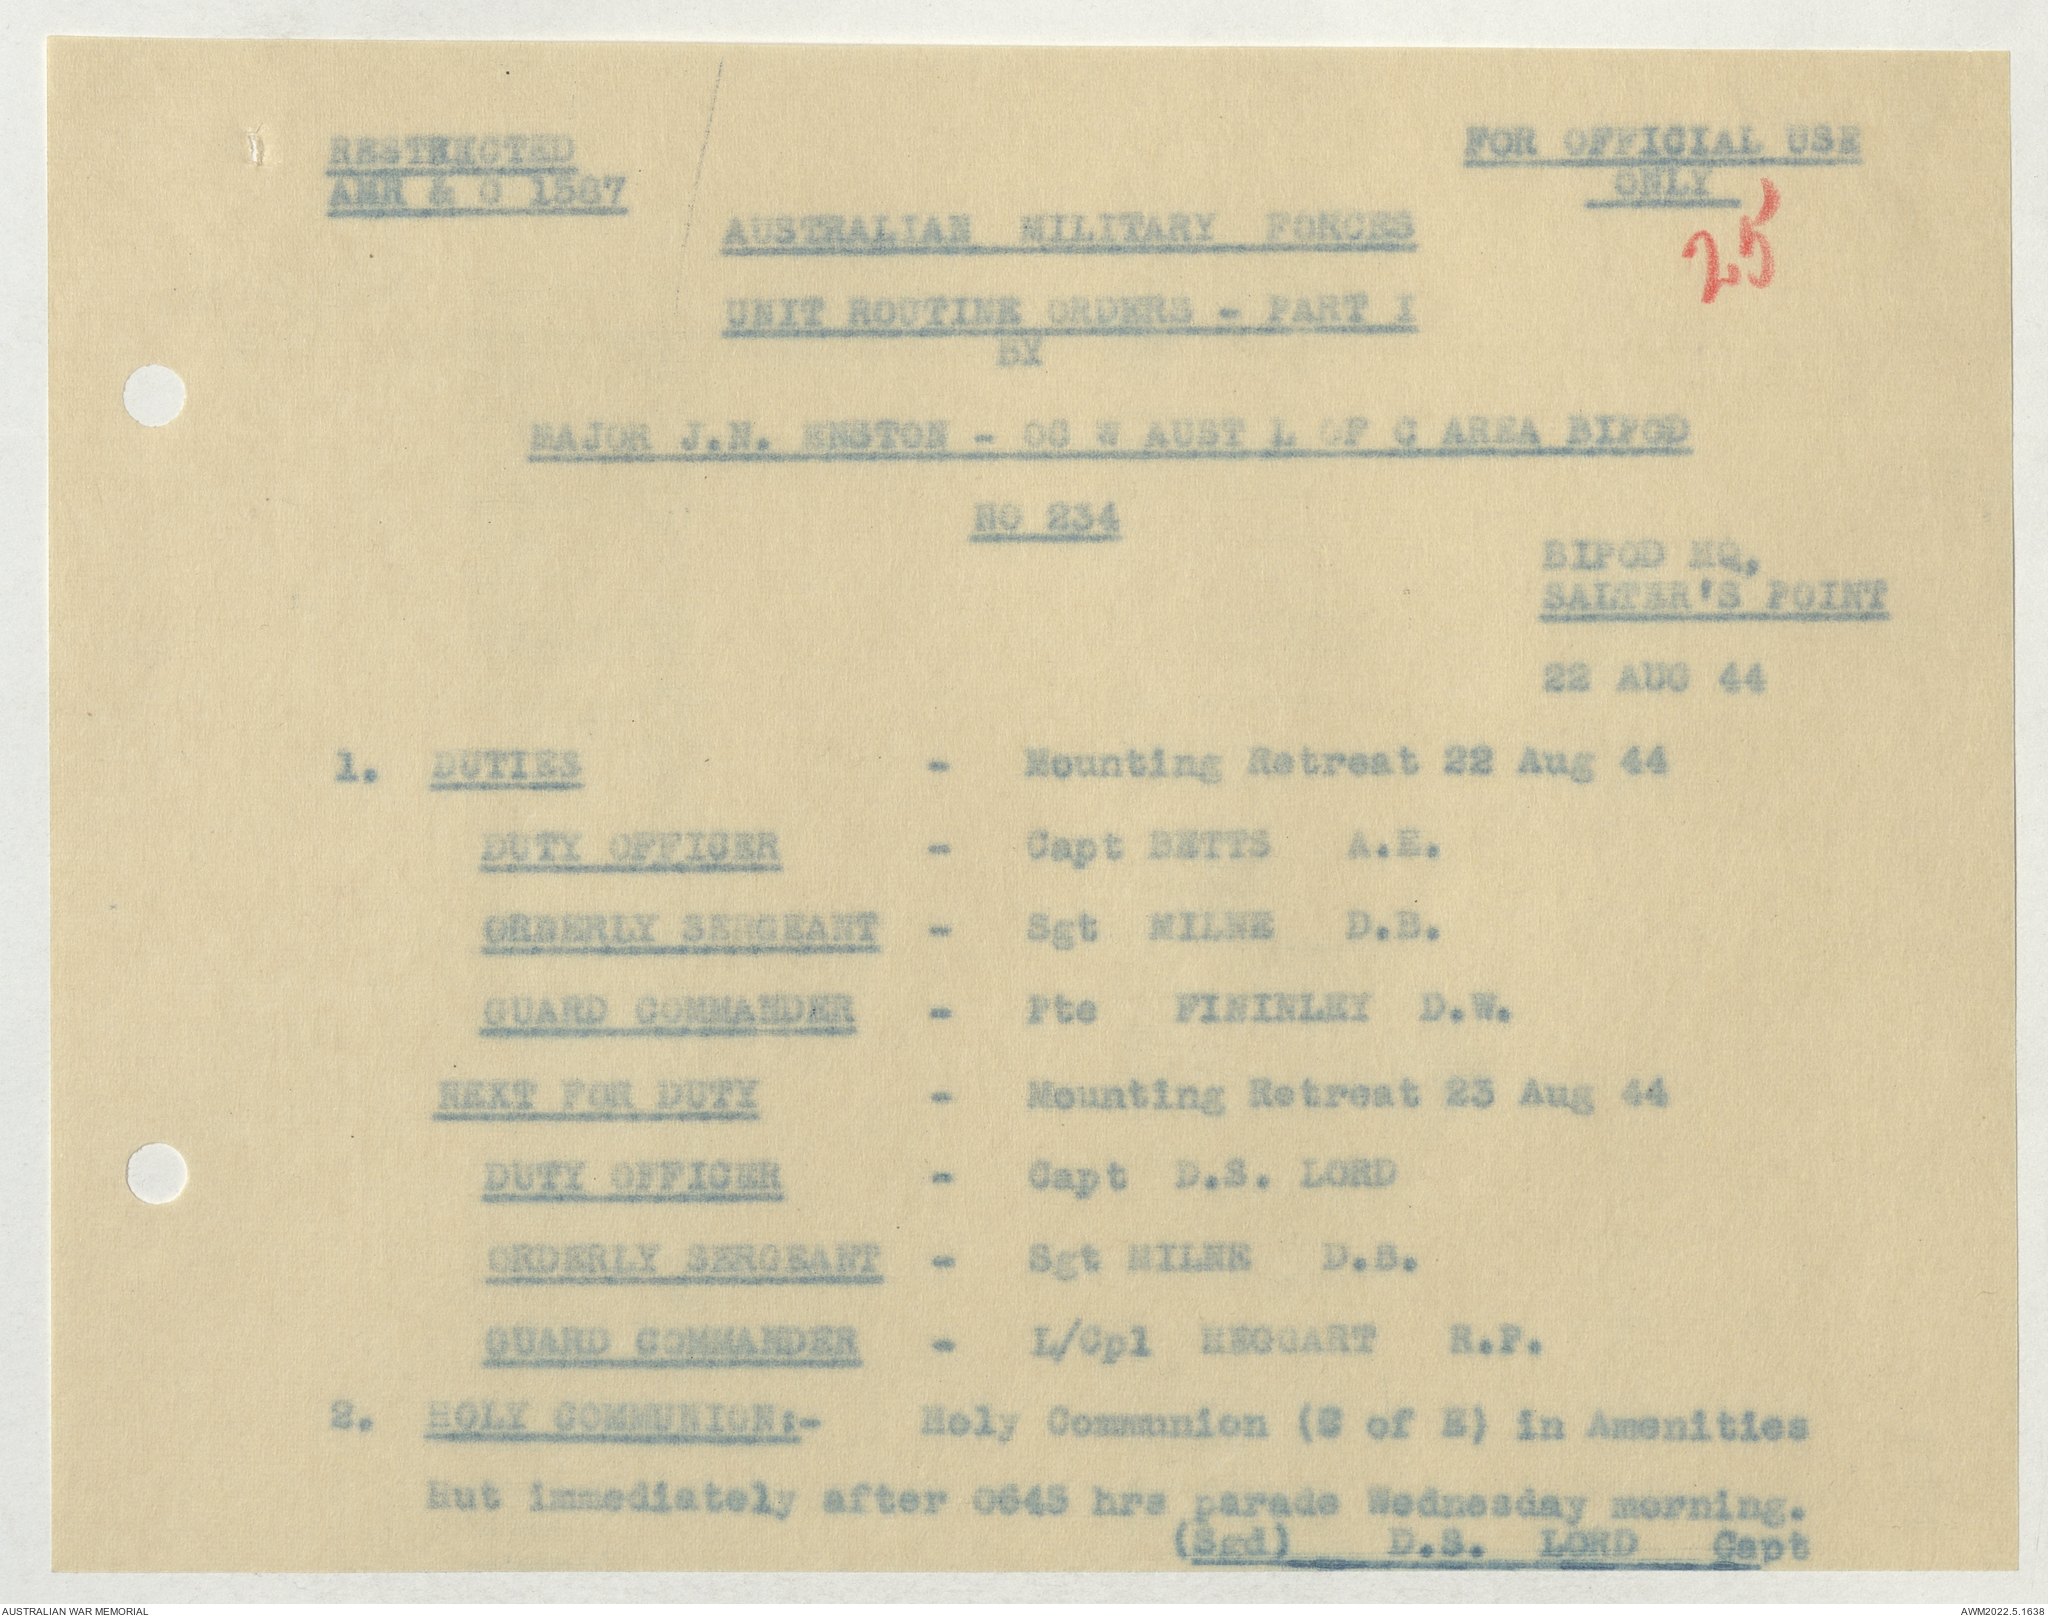 RESTRICTED
AMR & O 1587
FOR OFFICIAL USE
ONLY
25
AUSTRALIAN MILITARY FORCES
UNIT ROUTINE ORDERS - PART I
BY
MAJOR J.N. ENSTON - OC W AUST L OF C AREA BIPOD
NO 234
BIPOD HQ,
SALTER'S POINT
22 AUG 44
1. DUTIES - Mounting Retreat 22 Aug 44
DUTY OFFICER - Capt BETTS A.E.
ORDERLY SERGEANT - Sgt MILNE D.B.
GUARD COMMANDER - Pte FININLEY D.W.
NEXT FOR DUTY - Mounting Retreat 23 Aug 44
DUTY OFFICER - Capt D.S. LORD
ORDERLY SERGEANT - Sgt MILNE D.B.
GUARD COMMANDER - L/Cpl HEGGART R.F.
2. HOLY COMMUNION:- Holy Communion (C of E) in Amenities
Hut immediately after 0645 hrs parade Wednesday morning.
(Sgd) D.S. LORD Capt
AUSTRALIAN WAR MEMORIAL
AWM2022.5.1638